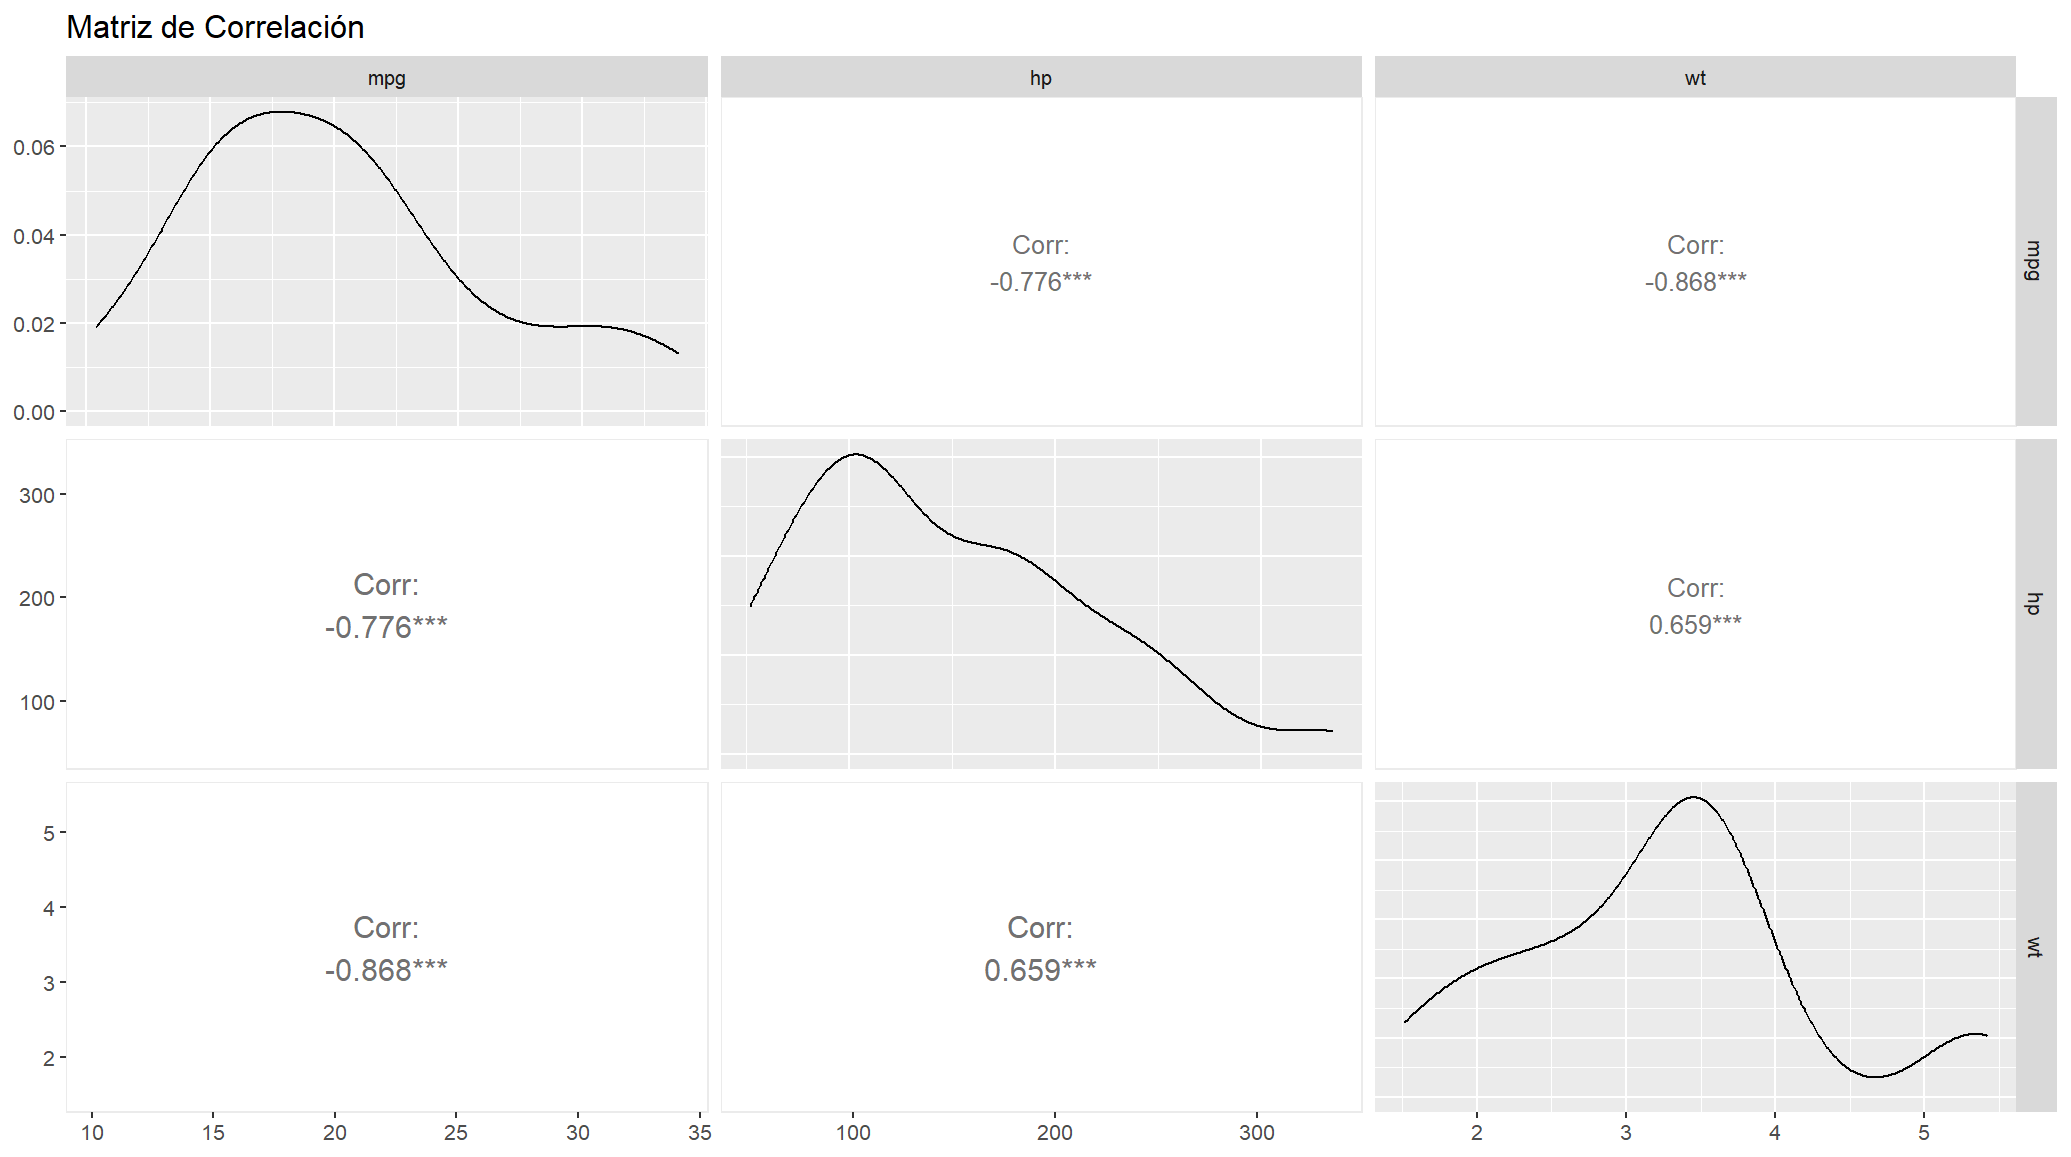 Matriz de Correlación
mpg
hp
wt
0.06
0.04
0.02
0.00
Corr:
-0.776***
Corr:
-0.868***
mpg
300
200
100
Corr:
-0.776***
Corr:
0.659***
hp
5
4
3
2
Corr:
-0.868***
Corr:
0.659***
wt
10 15 20 25 30 35
100 200 300
2 3 4 5